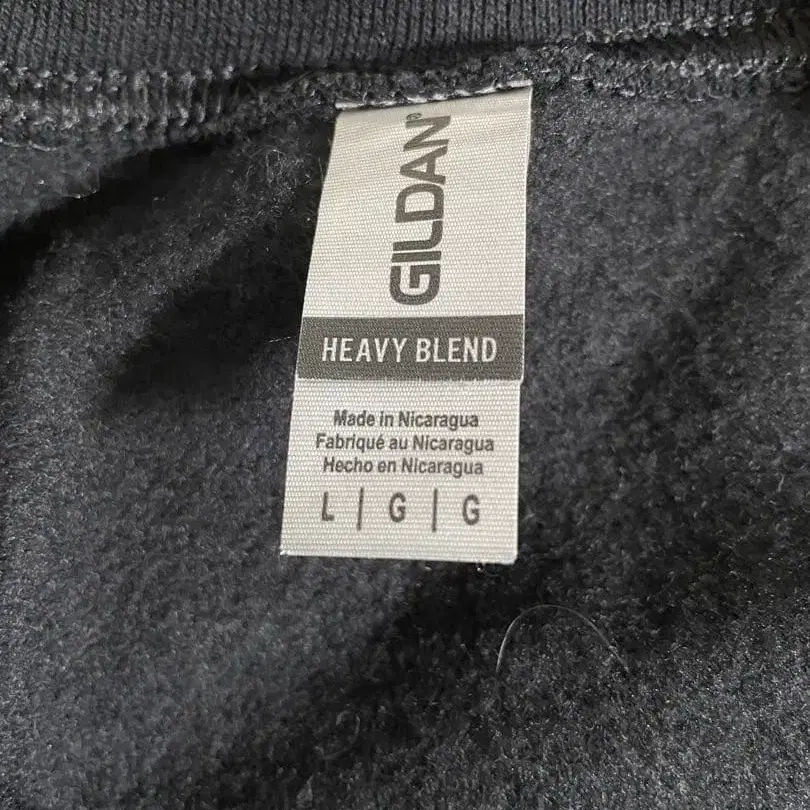 GILDAN®
HEAVY BLEND
Made in Nicaragua
Fabriqué au Nicaragua
Hecho en Nicaragua
L | G | G